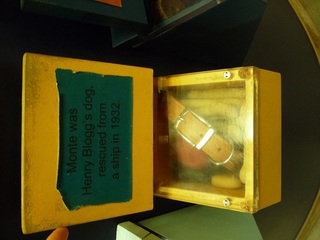 Monte was
Henry Blogg's dog,
rescued from
a ship in 1932.